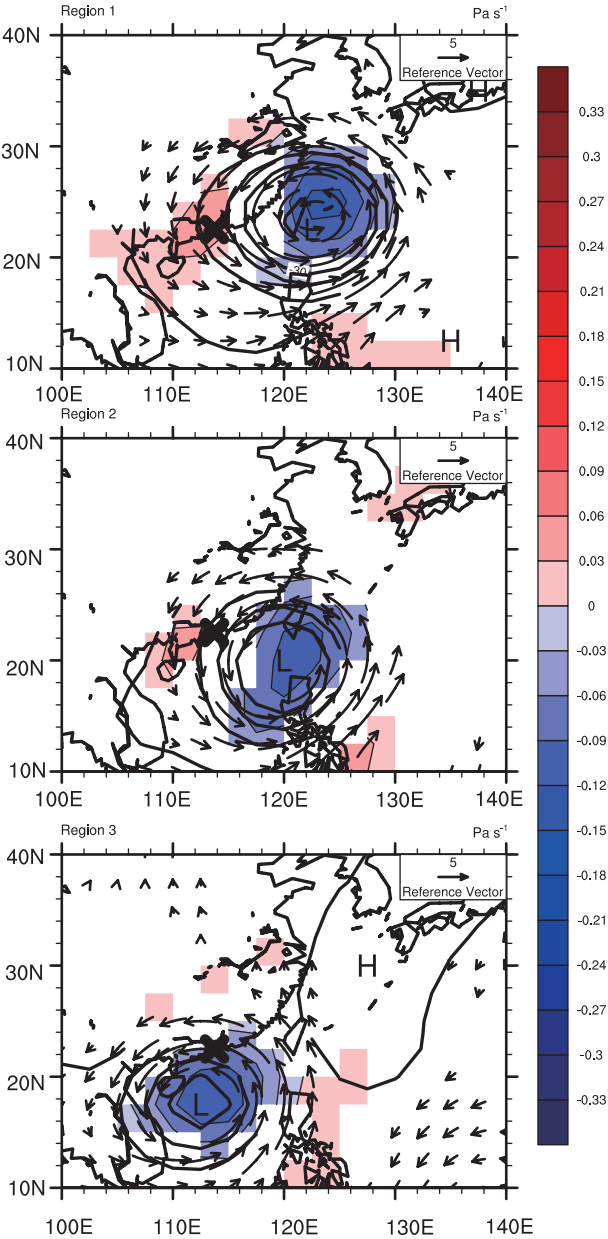 Region 1 Pa s⁻¹
40N
5
Reference Vector
H
30N
L
20N
-30
H
10N
100E 110E 120E 130E 140E
Region 2 Pa s⁻¹
40N
5
Reference Vector
30N
20N
L
10N
100E 110E 120E 130E 140E
Region 3 Pa s⁻¹
40N
5
Reference Vector
H
30N
20N
L
10N
100E 110E 120E 130E 140E
0.33
0.3
0.27
0.24
0.21
0.18
0.15
0.12
0.09
0.06
0.03
0
-0.03
-0.06
-0.09
-0.12
-0.15
-0.18
-0.21
-0.24
-0.27
-0.3
-0.33